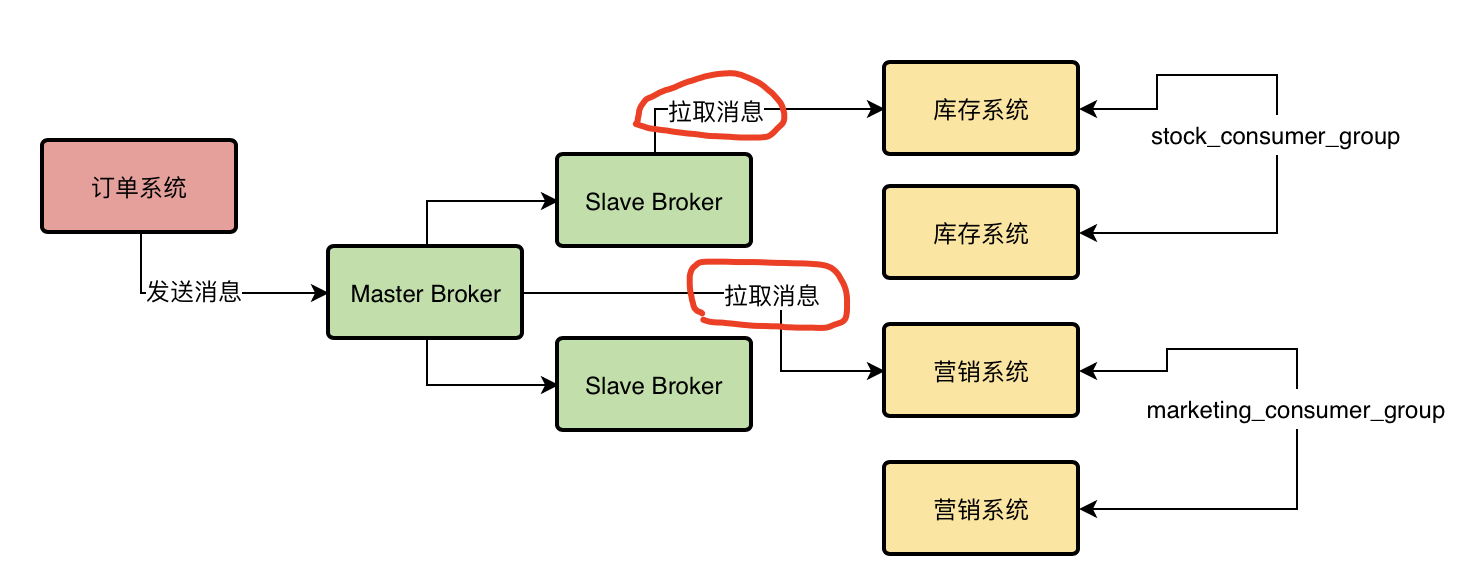 拉取消息
库存系统
stock_consumer_group
订单系统
Slave Broker
库存系统
发送消息
Master Broker
拉取消息
Slave Broker
营销系统
marketing_consumer_group
营销系统